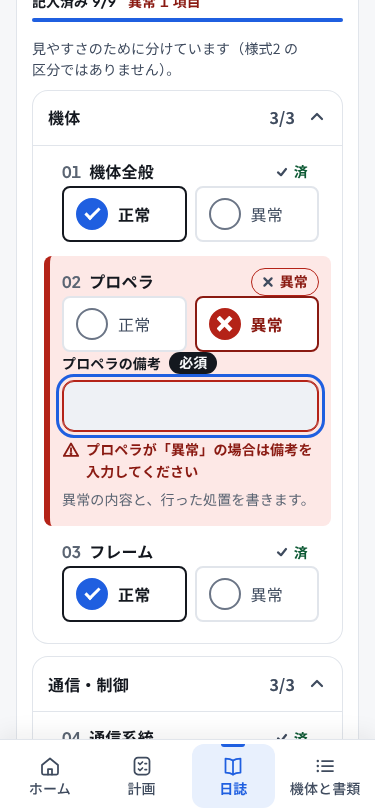 記入済み 9/9 異常 1 項目
見やすさのために分けています（様式2 の
区分ではありません）。
機体 3/3
01 機体全般 済
正常 異常
02 プロペラ 異常
正常 異常
プロペラの備考 必須
プロペラが「異常」の場合は備考を
入力してください
異常の内容と、行った処置を書きます。
03 フレーム 済
正常 異常
通信・制御 3/3
04 通信系統 済
ホーム 計画 日誌 機体と書類